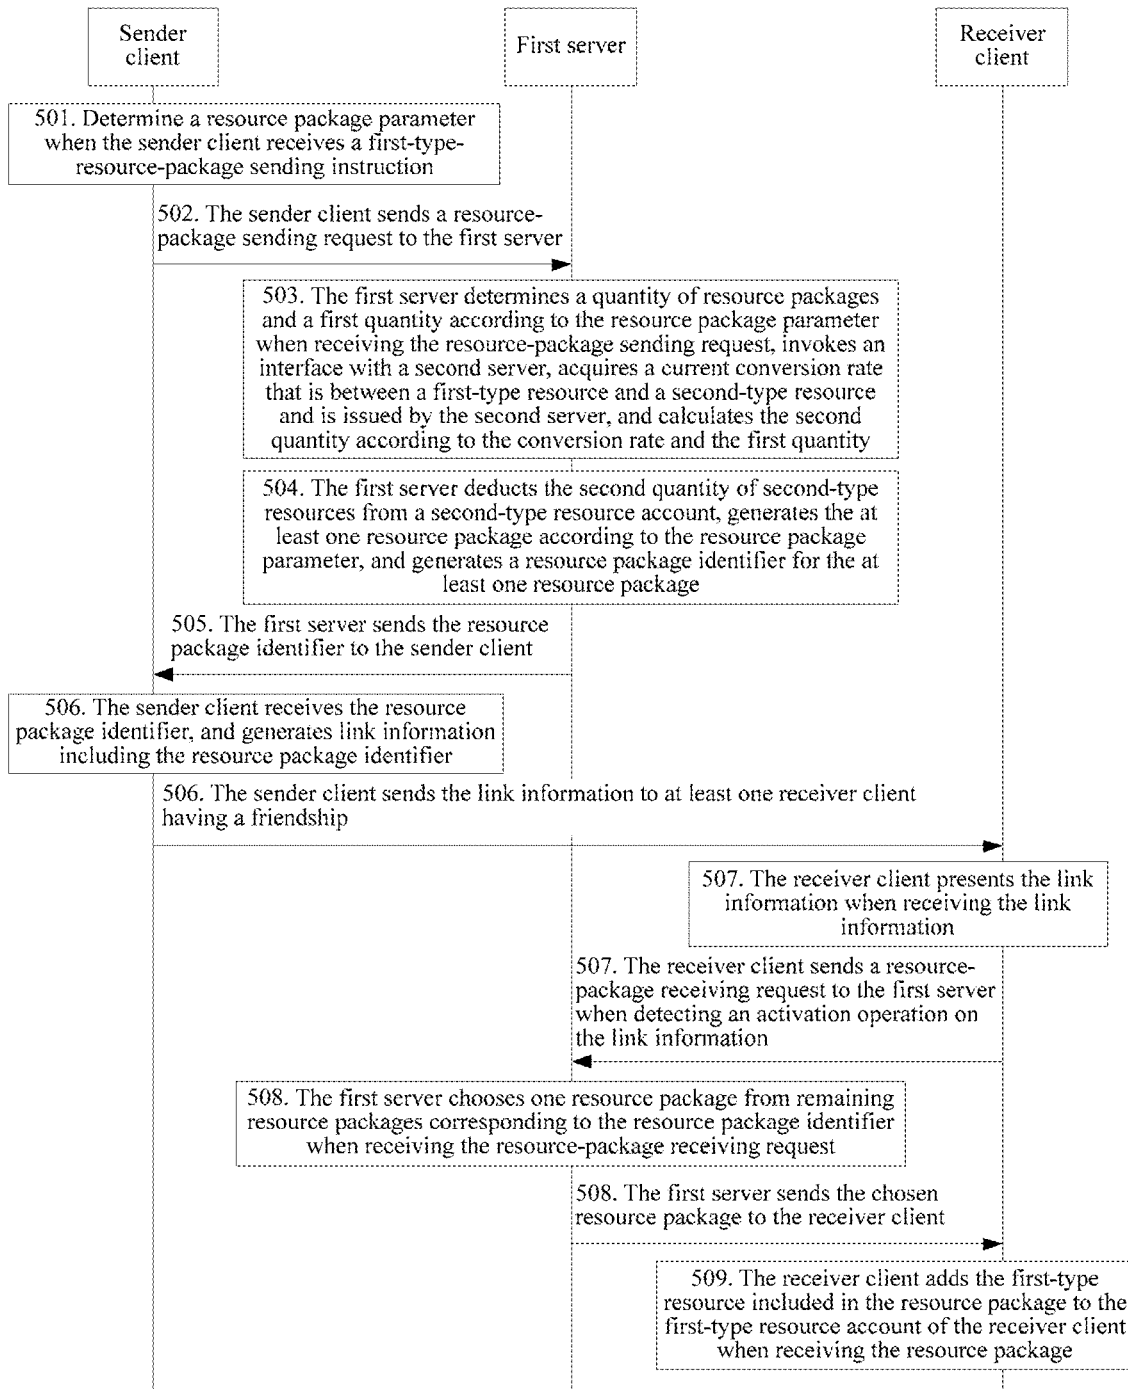 Sender
client
First server
Receiver
client
501. Determine a resource package parameter
when the sender client receives a first-type-
resource-package sending instruction
502. The sender client sends a resource-
package sending request to the first server
503. The first server determines a quantity of resource packages
and a first quantity according to the resource package parameter
when receiving the resource-package sending request, invokes an
interface with a second server, acquires a current conversion rate
that is between a first-type resource and a second-type resource
and is issued by the second server, and calculates the second
quantity according to the conversion rate and the first quantity
504. The first server deducts the second quantity of second-type
resources from a second-type resource account, generates the at
least one resource package according to the resource package
parameter, and generates a resource package identifier for the at
least one resource package
505. The first server sends the resource
package identifier to the sender client
506. The sender client receives the resource
package identifier, and generates link information
including the resource package identifier
506. The sender client sends the link information to at least one receiver client
having a friendship
507. The receiver client presents the link
information when receiving the link
information
507. The receiver client sends a resource-
package receiving request to the first server
when detecting an activation operation on
the link information
508. The first server chooses one resource package from remaining
resource packages corresponding to the resource package identifier
when receiving the resource-package receiving request
508. The first server sends the chosen
resource package to the receiver client
509. The receiver client adds the first-type
resource included in the resource package to the
first-type resource account of the receiver client
when receiving the resource package